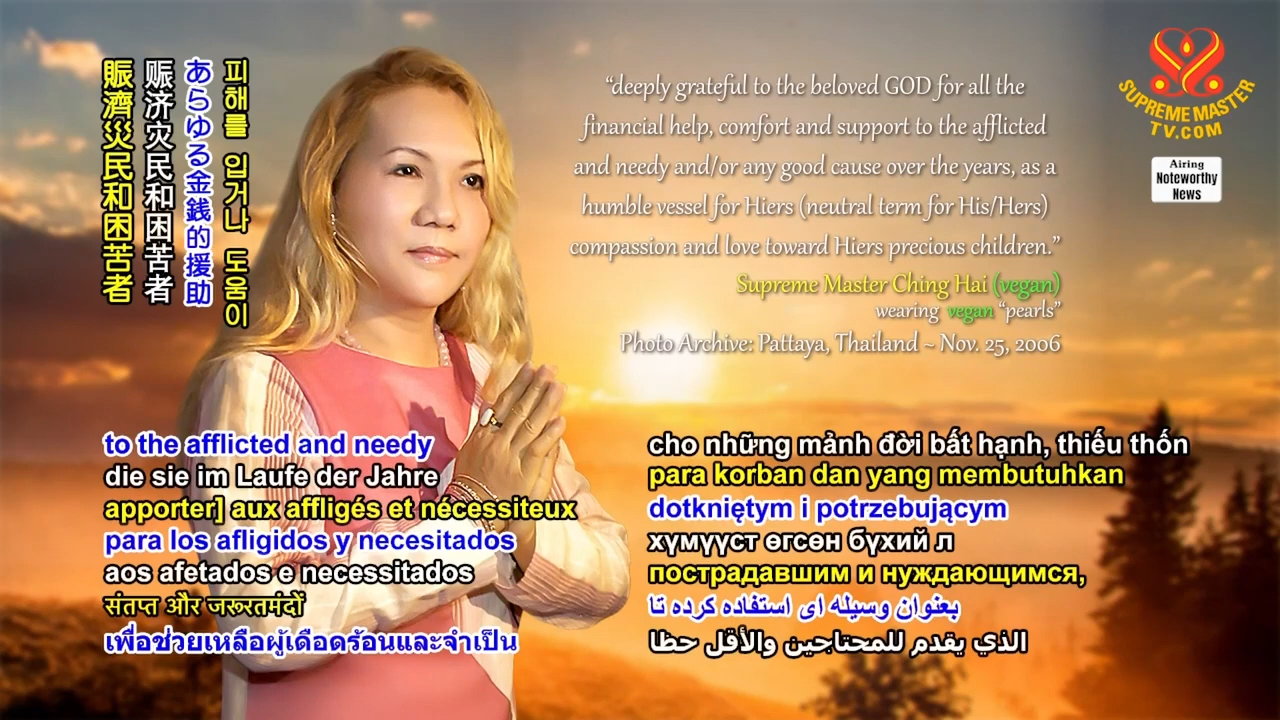 賑濟災民和困苦者
赈济灾民和困苦者
あらゆる金銭的援助
피해를 입거나 도움이
“deeply grateful to the beloved GOD for all the
financial help, comfort and support to the afflicted
and needy and/or any good cause over the years, as a
humble vessel for Hiers (neutral term for His/Hers)
compassion and love toward Hiers precious children.”
Supreme Master Ching Hai (vegan)
wearing vegan “pearls”
Photo Archive: Pattaya, Thailand ~ Nov. 25, 2006
SUPREME MASTER
TV.COM
Airing
Noteworthy
News
to the afflicted and needy
die sie im Laufe der Jahre
apporter] aux affligés et nécessiteux
para los afligidos y necesitados
aos afetados e necessitados
संतप्त और जरूरतमंदों
เพื่อช่วยเหลือผู้เดือดร้อนและจำเป็น
cho những mảnh đời bất hạnh, thiếu thốn
para korban dan yang membutuhkan
dotkniętym i potrzebującym
хүмүүст өгсөн бүхий л
пострадавшим и нуждающимся,
بعنوان وسیله ای استفاده کرده تا
الذي يقدم للمحتاجين والأقل حظا